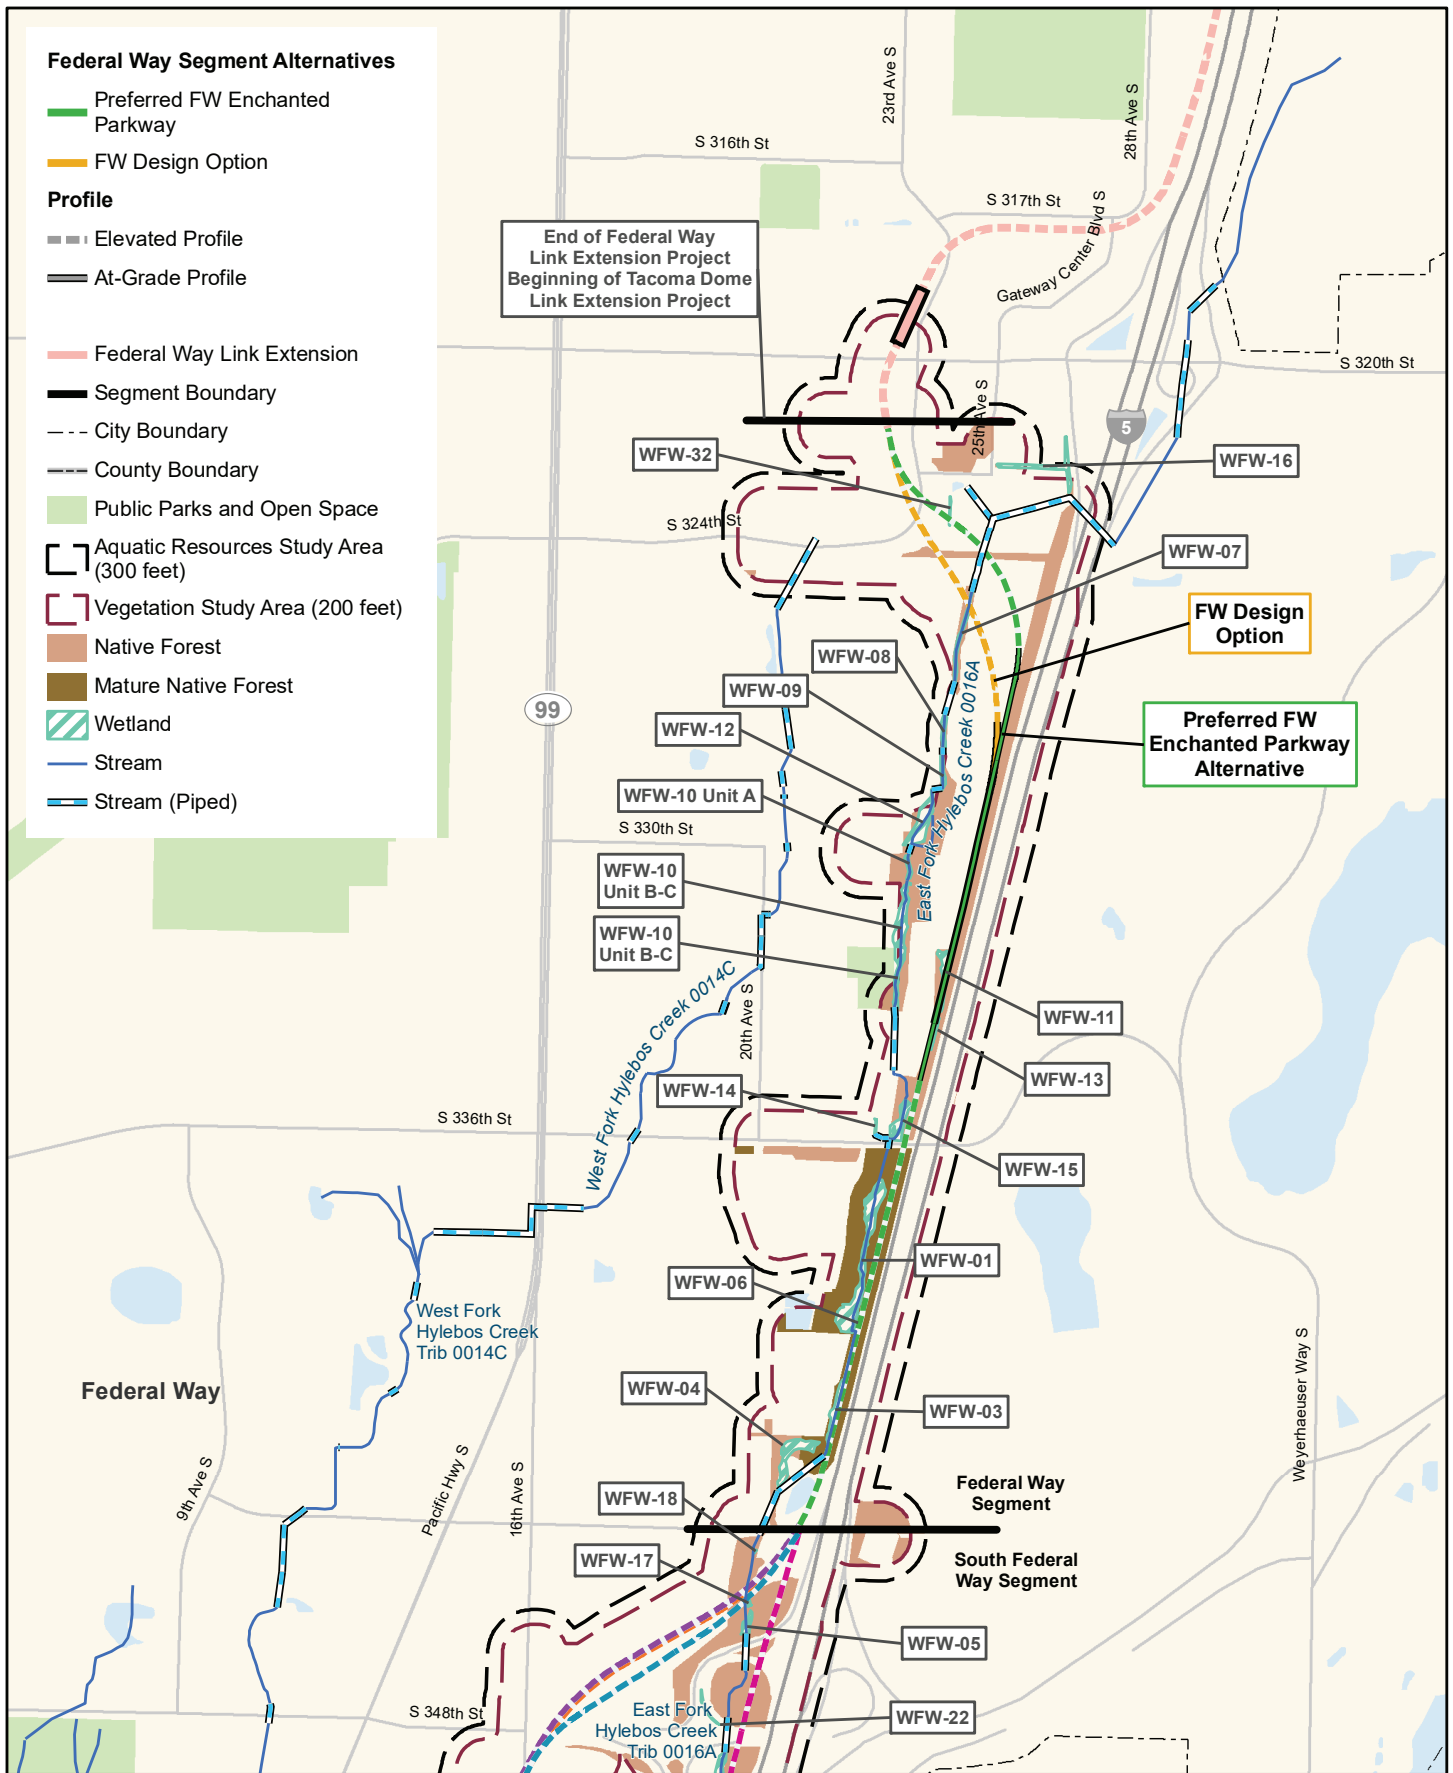 Federal Way Segment Alternatives
Preferred FW Enchanted
Parkway
FW Design Option
Profile
Elevated Profile
At-Grade Profile
Federal Way Link Extension
Segment Boundary
City Boundary
County Boundary
Public Parks and Open Space
Aquatic Resources Study Area
(300 feet)
Vegetation Study Area (200 feet)
Native Forest
Mature Native Forest
Wetland
Stream
Stream (Piped)
23rd Ave S
28th Ave S
S 316th St
S 317th St
Gateway Center Blvd S
End of Federal Way
Link Extension Project
Beginning of Tacoma Dome
Link Extension Project
S 320th St
25th Ave S
5
WFW-32
WFW-16
S 324th St
WFW-07
FW Design
Option
WFW-08
WFW-09
99
WFW-12
Preferred FW
Enchanted Parkway
Alternative
East Fork Hylebos Creek 0016A
WFW-10 Unit A
S 330th St
WFW-10
Unit B-C
WFW-10
Unit B-C
West Fork Hylebos Creek 0014C
20th Ave S
WFW-11
WFW-13
WFW-14
S 336th St
WFW-15
WFW-01
WFW-06
West Fork
Hylebos Creek
Trib 0014C
Federal Way
WFW-04
WFW-03
Weyerhaeuser Way S
9th Ave S
Pacific Hwy S
16th Ave S
WFW-18
Federal Way
Segment
South Federal
Way Segment
WFW-17
WFW-05
S 348th St
East Fork
Hylebos Creek
Trib 0016A
WFW-22